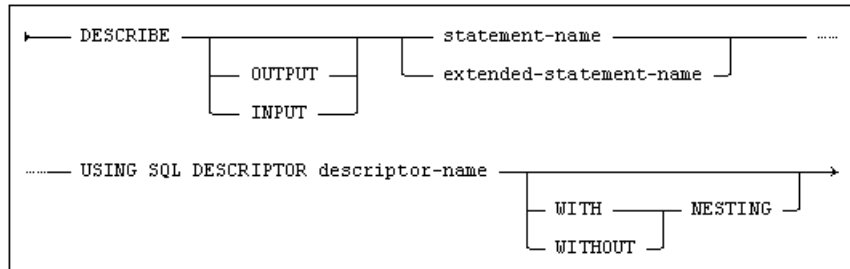 DESCRIBE statement-name
OUTPUT extended-statement-name
INPUT
USING SQL DESCRIPTOR descriptor-name
WITH NESTING
WITHOUT